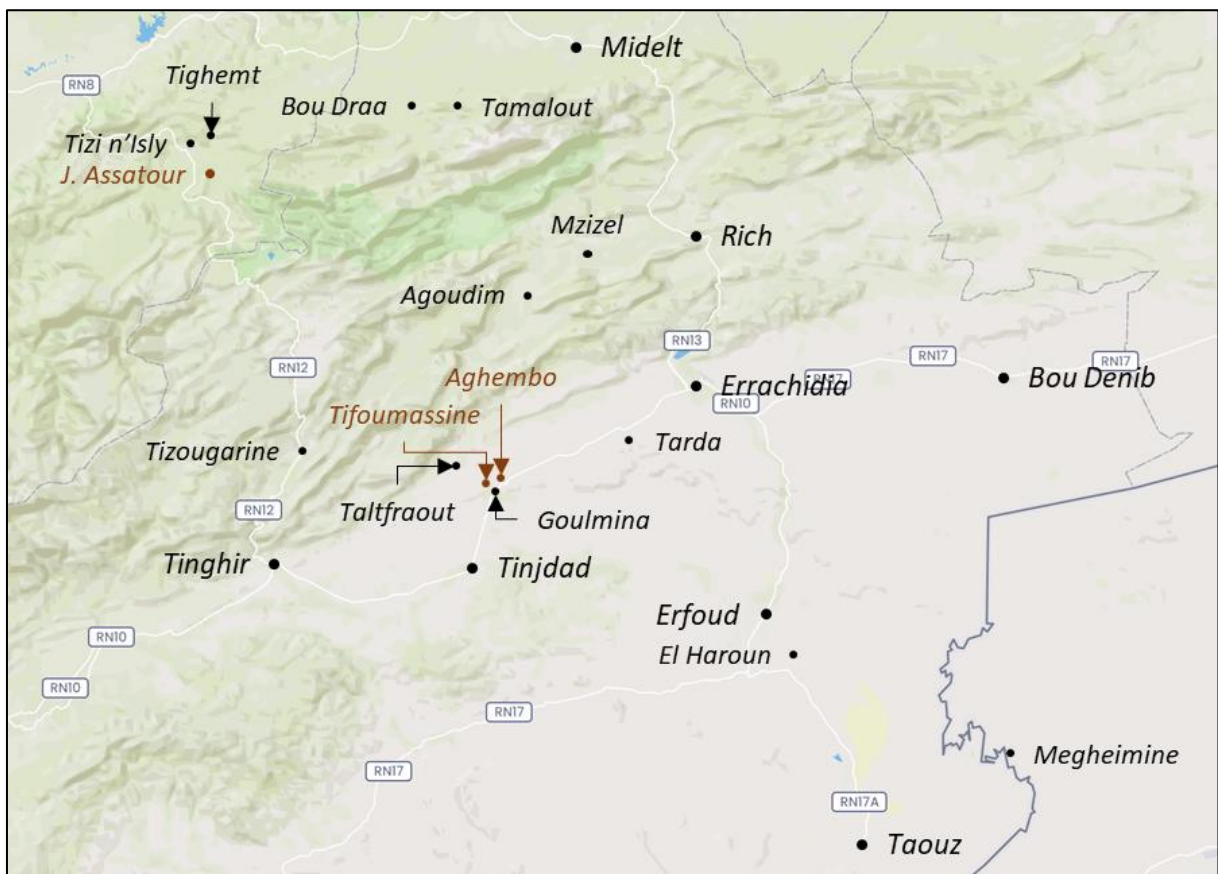 Midelt
Tighemt
RN8
Bou Draa
Tamalout
Tizi n’Isly
J. Assatour
Mzizel
Rich
Agoudim
RN13
RN17
RN17
RN12
Aghembo
RN17
Bou Denib
Errachidia
RN10
Tifoumassine
Tizougarine
Tarda
Taltfraout
RN12
Goulmina
Tinghir
Tinjdad
Erfoud
RN10
El Haroun
RN10
RN17
Megheimine
RN17
RN17A
Taouz